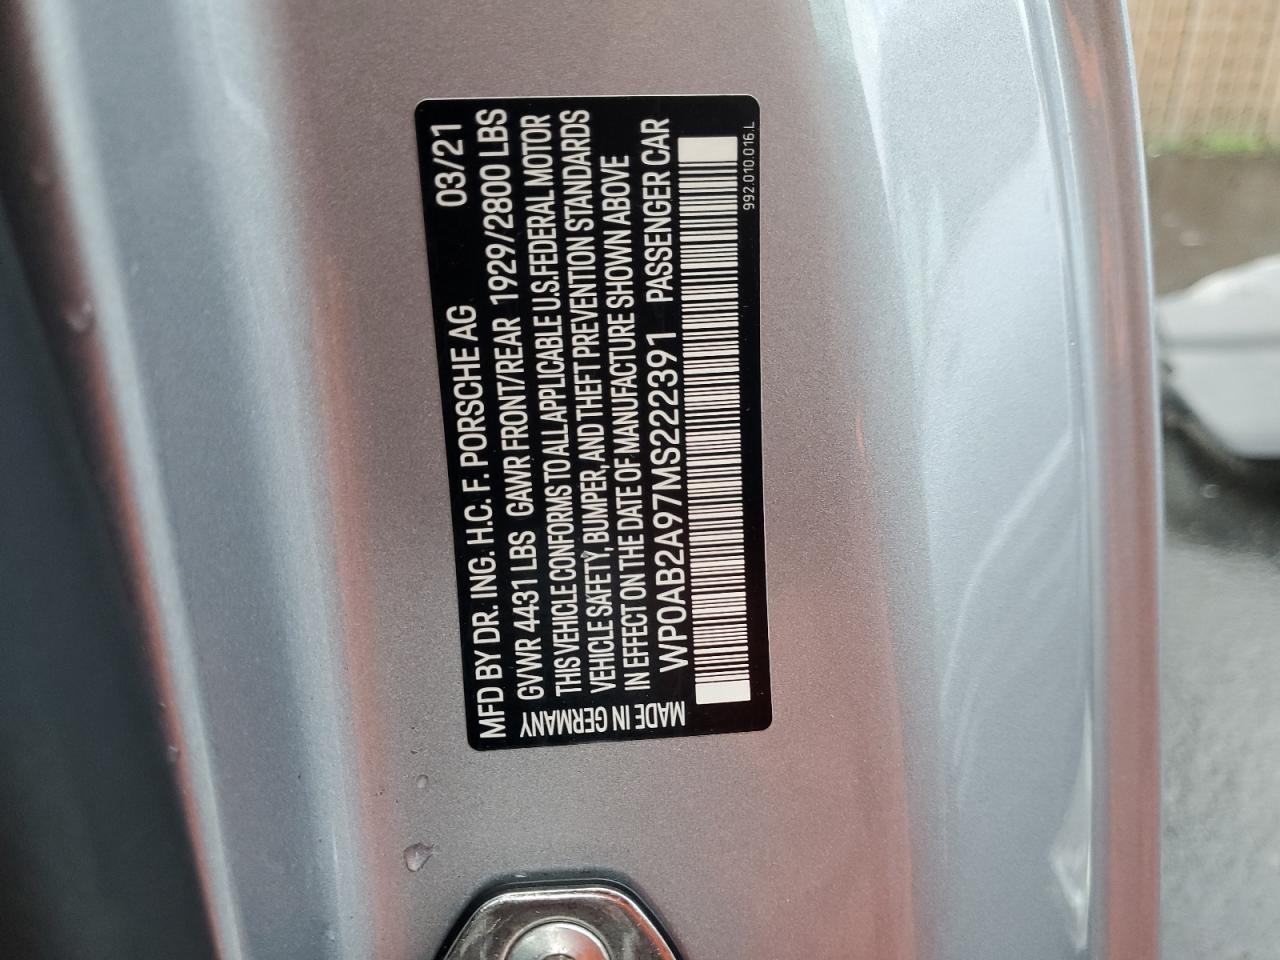 MFD BY DR. ING. H.C. F. PORSCHE AG 03/21
GVWR 4431 LBS GAWR FRONT/REAR 1929/2800 LBS
THIS VEHICLE CONFORMS TO ALL APPLICABLE U.S. FEDERAL MOTOR
VEHICLE SAFETY, BUMPER, AND THEFT PREVENTION STANDARDS
IN EFFECT ON THE DATE OF MANUFACTURE SHOWN ABOVE
WP0AB2A97MS222391 PASSENGER CAR
992.010.016.L
MADE IN GERMANY